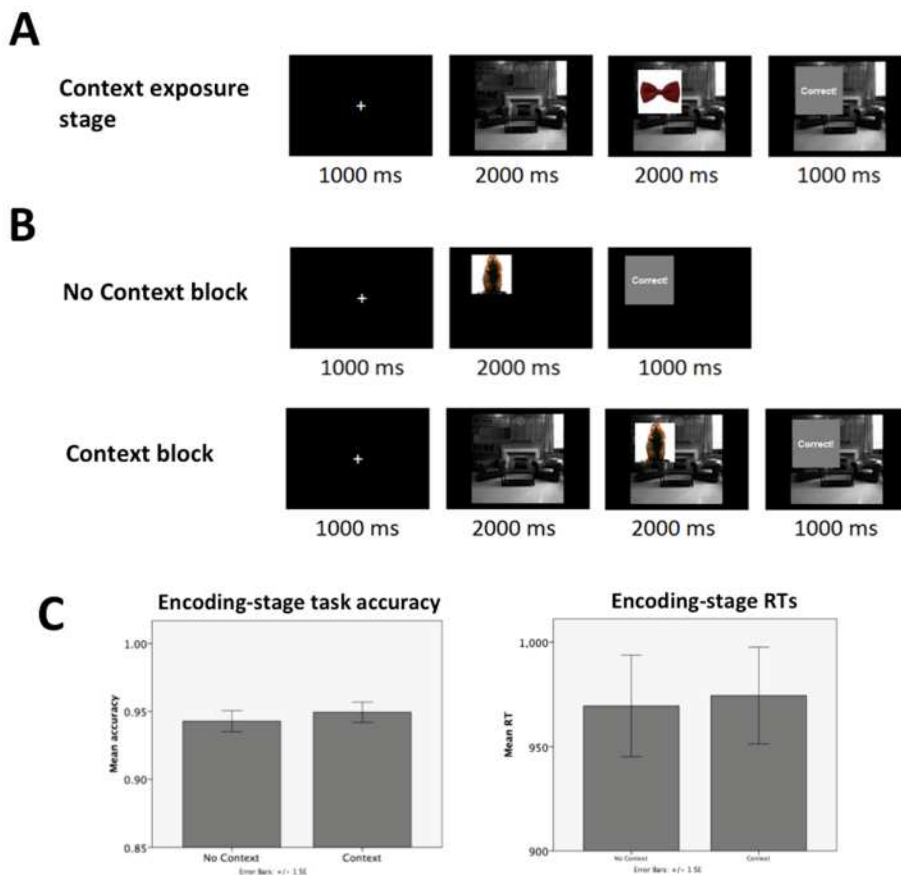 A
Context exposure
stage
Correct!
1000 ms 2000 ms 2000 ms 1000 ms
B
No Context block
Correct!
1000 ms 2000 ms 1000 ms
Context block
Correct!
1000 ms 2000 ms 2000 ms 1000 ms
C
Encoding-stage task accuracy
1.00
0.95
0.90
0.85
Mean accuracy
No Context Context
Error Bars: +/- 1 SE
Encoding-stage RTs
1,000
950
900
Mean RT
No Context Context
Error Bars: +/- 1 SE